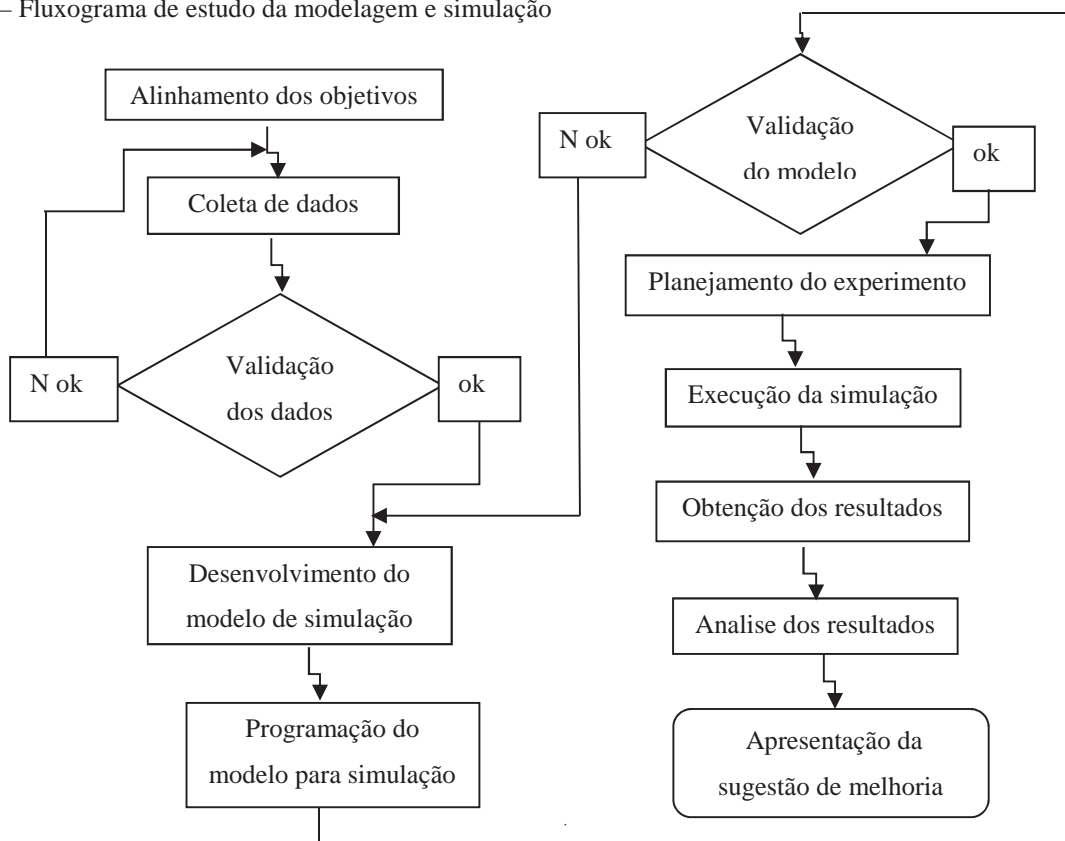 – Fluxograma de estudo da modelagem e simulação
Alinhamento dos objetivos
Coleta de dados
N ok
Validação
dos dados
ok
Desenvolvimento do
modelo de simulação
Programação do
modelo para simulação
N ok
Validação
do modelo
ok
Planejamento do experimento
Execução da simulação
Obtenção dos resultados
Analise dos resultados
Apresentação da
sugestão de melhoria